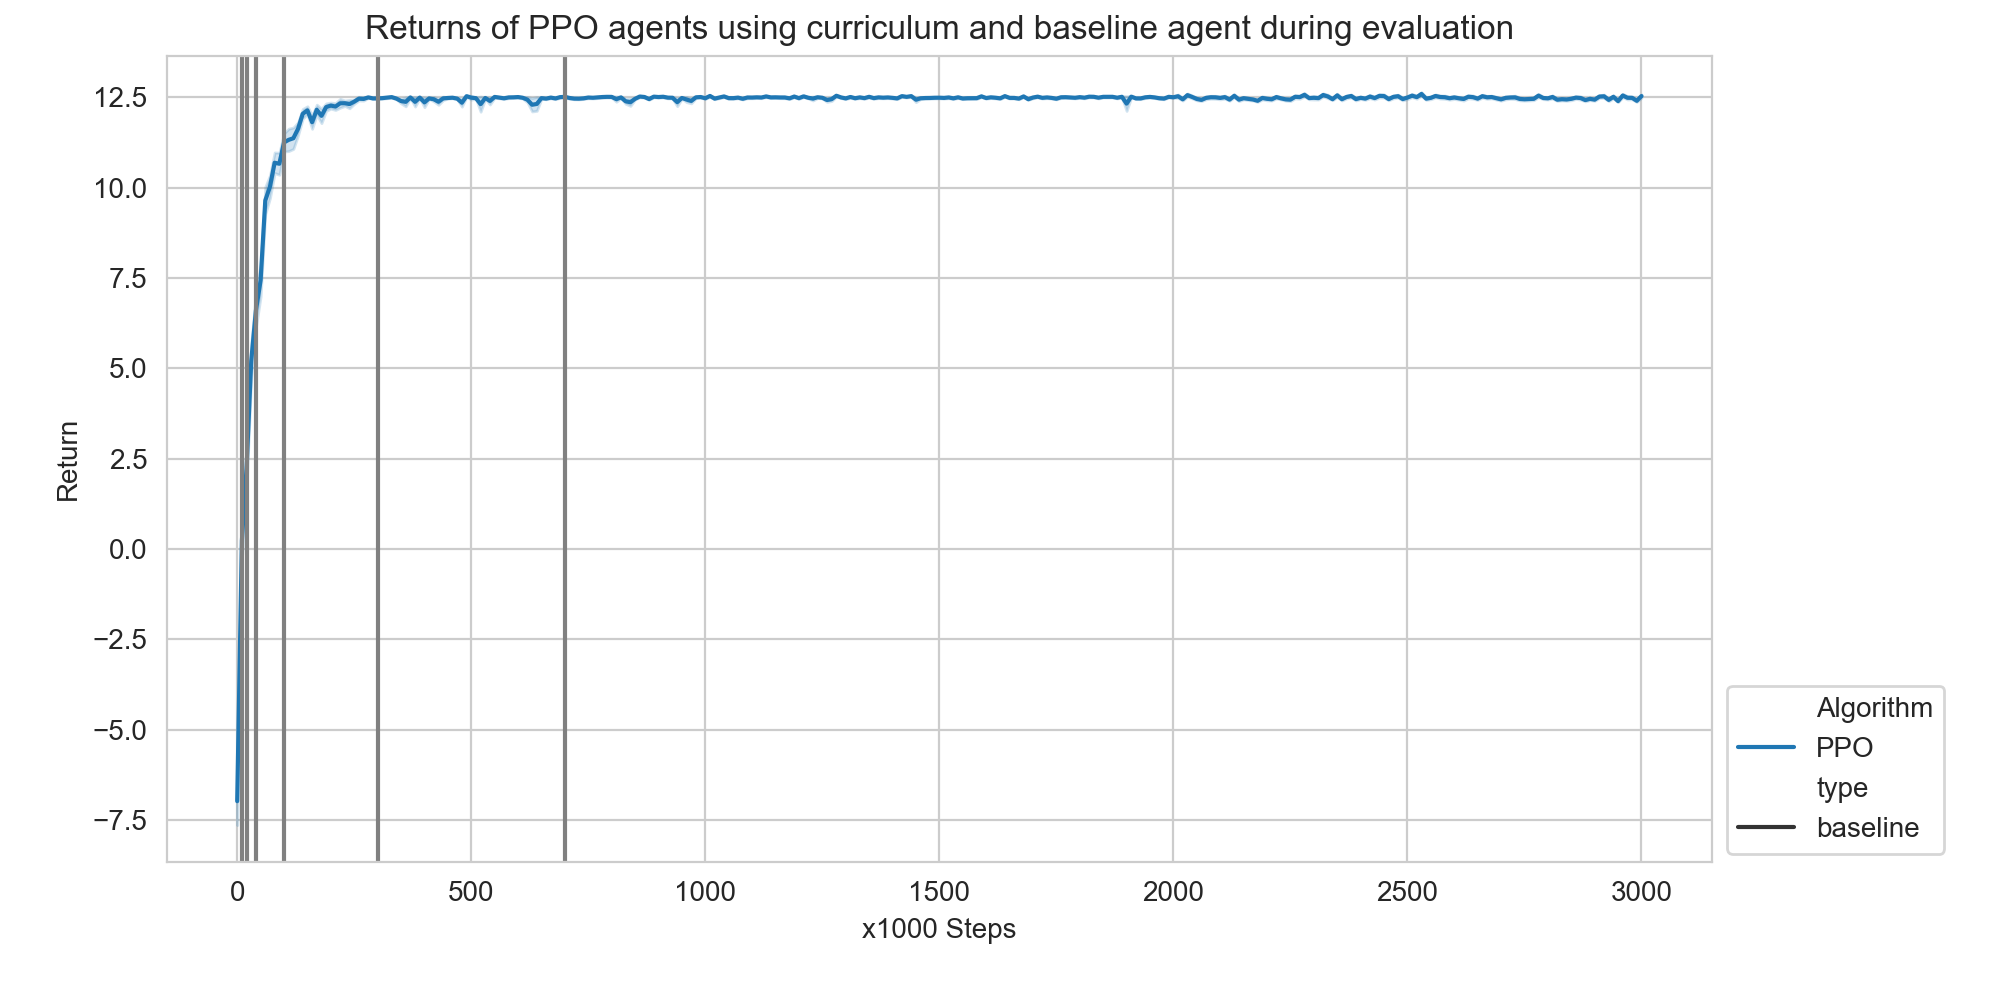 Returns of PPO agents using curriculum and baseline agent during evaluation
12.5
10.0
7.5
5.0
2.5
0.0
−2.5
−5.0
−7.5
Return
0 500 1000 1500 2000 2500 3000
x1000 Steps
Algorithm
PPO
type
baseline